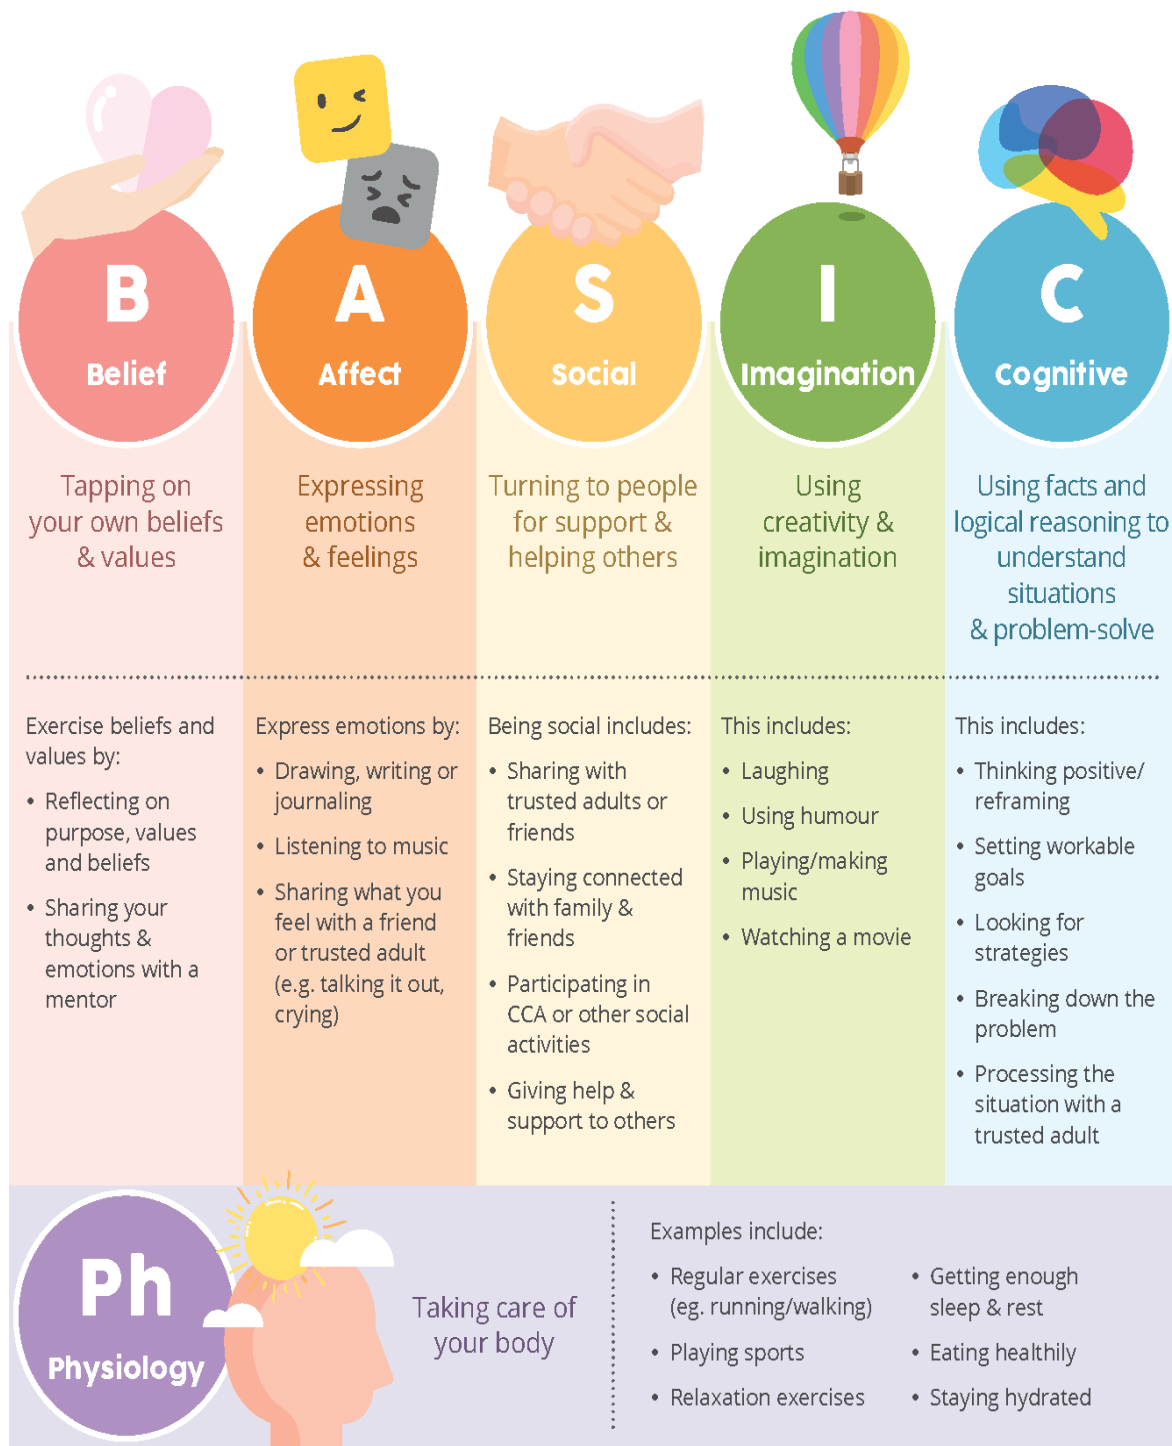 B
Belief
Tapping on
your own beliefs
& values
Exercise beliefs and
values by:
• Reflecting on
purpose, values
and beliefs
• Sharing your
thoughts &
emotions with a
mentor
A
Affect
Expressing
emotions
& feelings
Express emotions by:
• Drawing, writing or
journaling
• Listening to music
• Sharing what you
feel with a friend
or trusted adult
(e.g. talking it out,
crying)
S
Social
Turning to people
for support &
helping others
Being social includes:
• Sharing with
trusted adults or
friends
• Staying connected
with family &
friends
• Participating in
CCA or other social
activities
• Giving help &
support to others
I
Imagination
Using
creativity &
imagination
This includes:
• Laughing
• Using humour
• Playing/making
music
• Watching a movie
C
Cognitive
Using facts and
logical reasoning to
understand
situations
& problem-solve
This includes:
• Thinking positive/
reframing
• Setting workable
goals
• Looking for
strategies
• Breaking down the
problem
• Processing the
situation with a
trusted adult
Ph
Physiology
Taking care of
your body
Examples include:
• Regular exercises
(eg. running/walking)
• Playing sports
• Relaxation exercises
• Getting enough
sleep & rest
• Eating healthily
• Staying hydrated